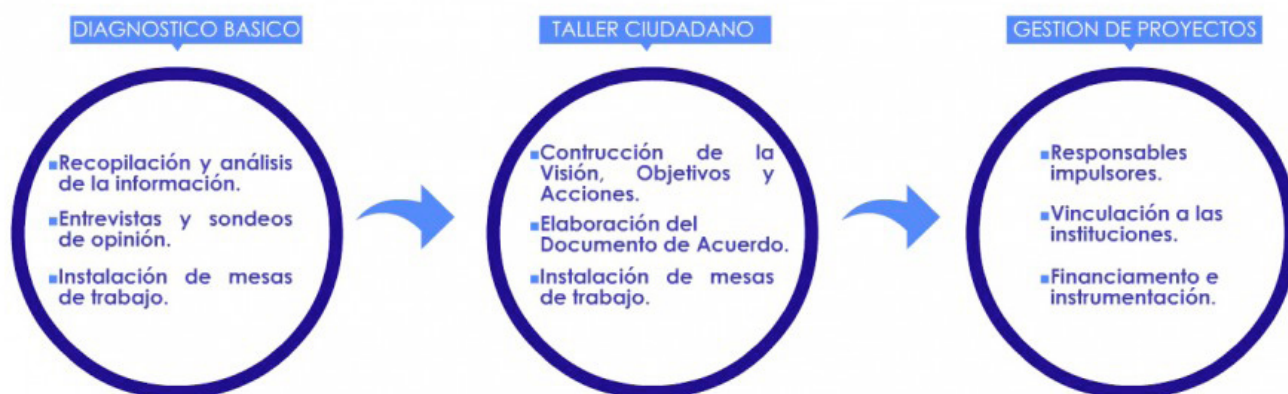 DIAGNOSTICO BASICO
Recopilación y análisis
de la información.
Entrevistas y sondeos
de opinión.
Instalación de mesas
de trabajo.
TALLER CIUDADANO
Contrucción de la
Visión, Objetivos y
Acciones.
Elaboración del
Documento de Acuerdo.
Instalación de mesas
de trabajo.
GESTION DE PROYECTOS
Responsables
impulsores.
Vinculación a las
instituciones.
Financiamento e
instrumentación.